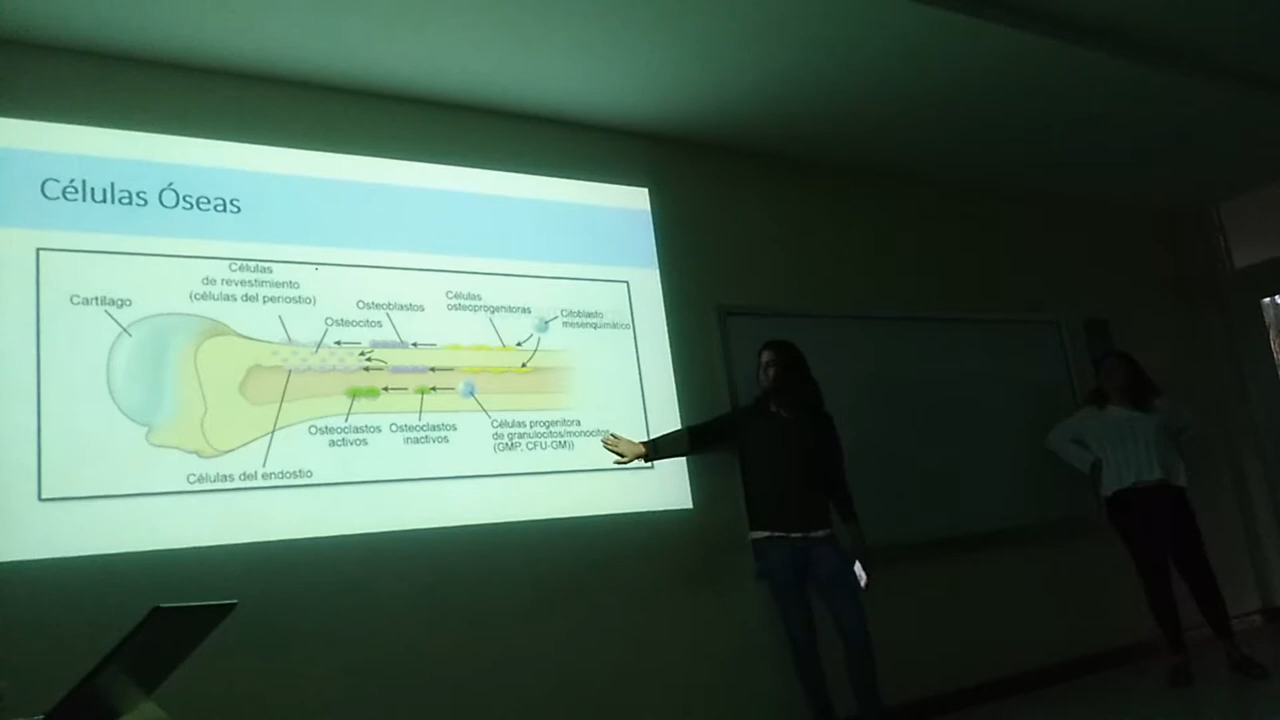 Células Óseas
Células
de revestimiento
(células del periostio)
Cartílago
Osteocitos
Osteoblastos
Células
osteoprogenitoras
Citoblasto
mesenquimático
Osteoclastos
activos
Osteoclastos
inactivos
Células progenitora
de granulocitos/monocitos
(GMP, CFU-GM))
Células del endostio